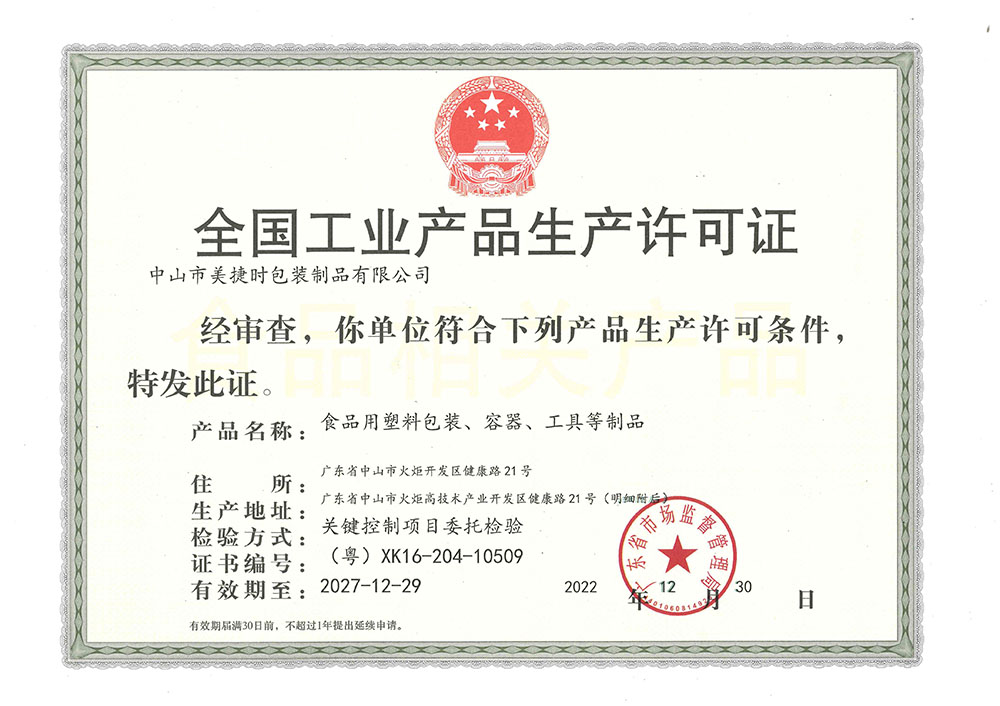 全国工业产品生产许可证
中山市美捷时包装制品有限公司
食品相关产品
经审查，你单位符合下列产品生产许可条件，
特发此证。
产品名称：食品用塑料包装、容器、工具等制品
住所：广东省中山市火炬开发区健康路21号
生产地址：广东省中山市火炬高技术产业开发区健康路21号（明细附后）
检验方式：关键控制项目委托检验
证书编号：（粤）XK16-204-10509
有效期至：2027-12-29
2022年12月30日
广东省市场监督管理局
有效期届满30日前，不超过1年提出延续申请。